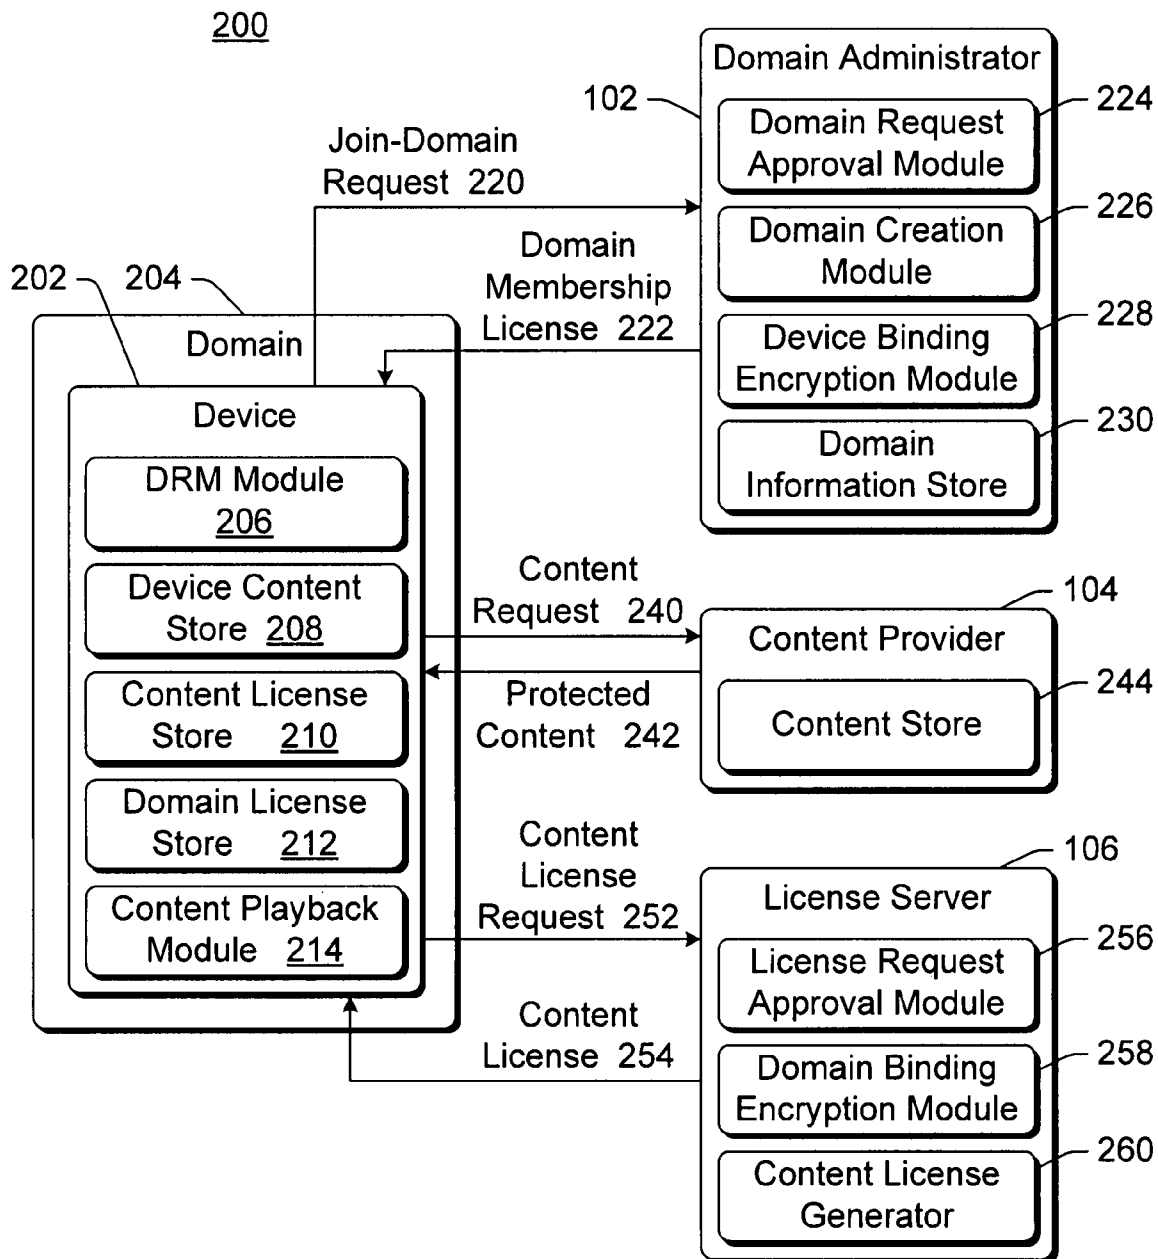 200
Domain Administrator
102
224
Domain Request
Approval Module
Join-Domain
Request 220
226
Domain Creation
Module
Domain
Membership
License 222
202
204
228
Device Binding
Encryption Module
Domain
230
Domain
Information Store
Device
DRM Module
206
Device Content
Store 208
Content
Request 240
104
Content Provider
Content License
Store 210
Protected
Content 242
244
Content Store
Domain License
Store 212
Content
License
Request 252
106
License Server
Content Playback
Module 214
256
License Request
Approval Module
Content
License 254
258
Domain Binding
Encryption Module
260
Content License
Generator